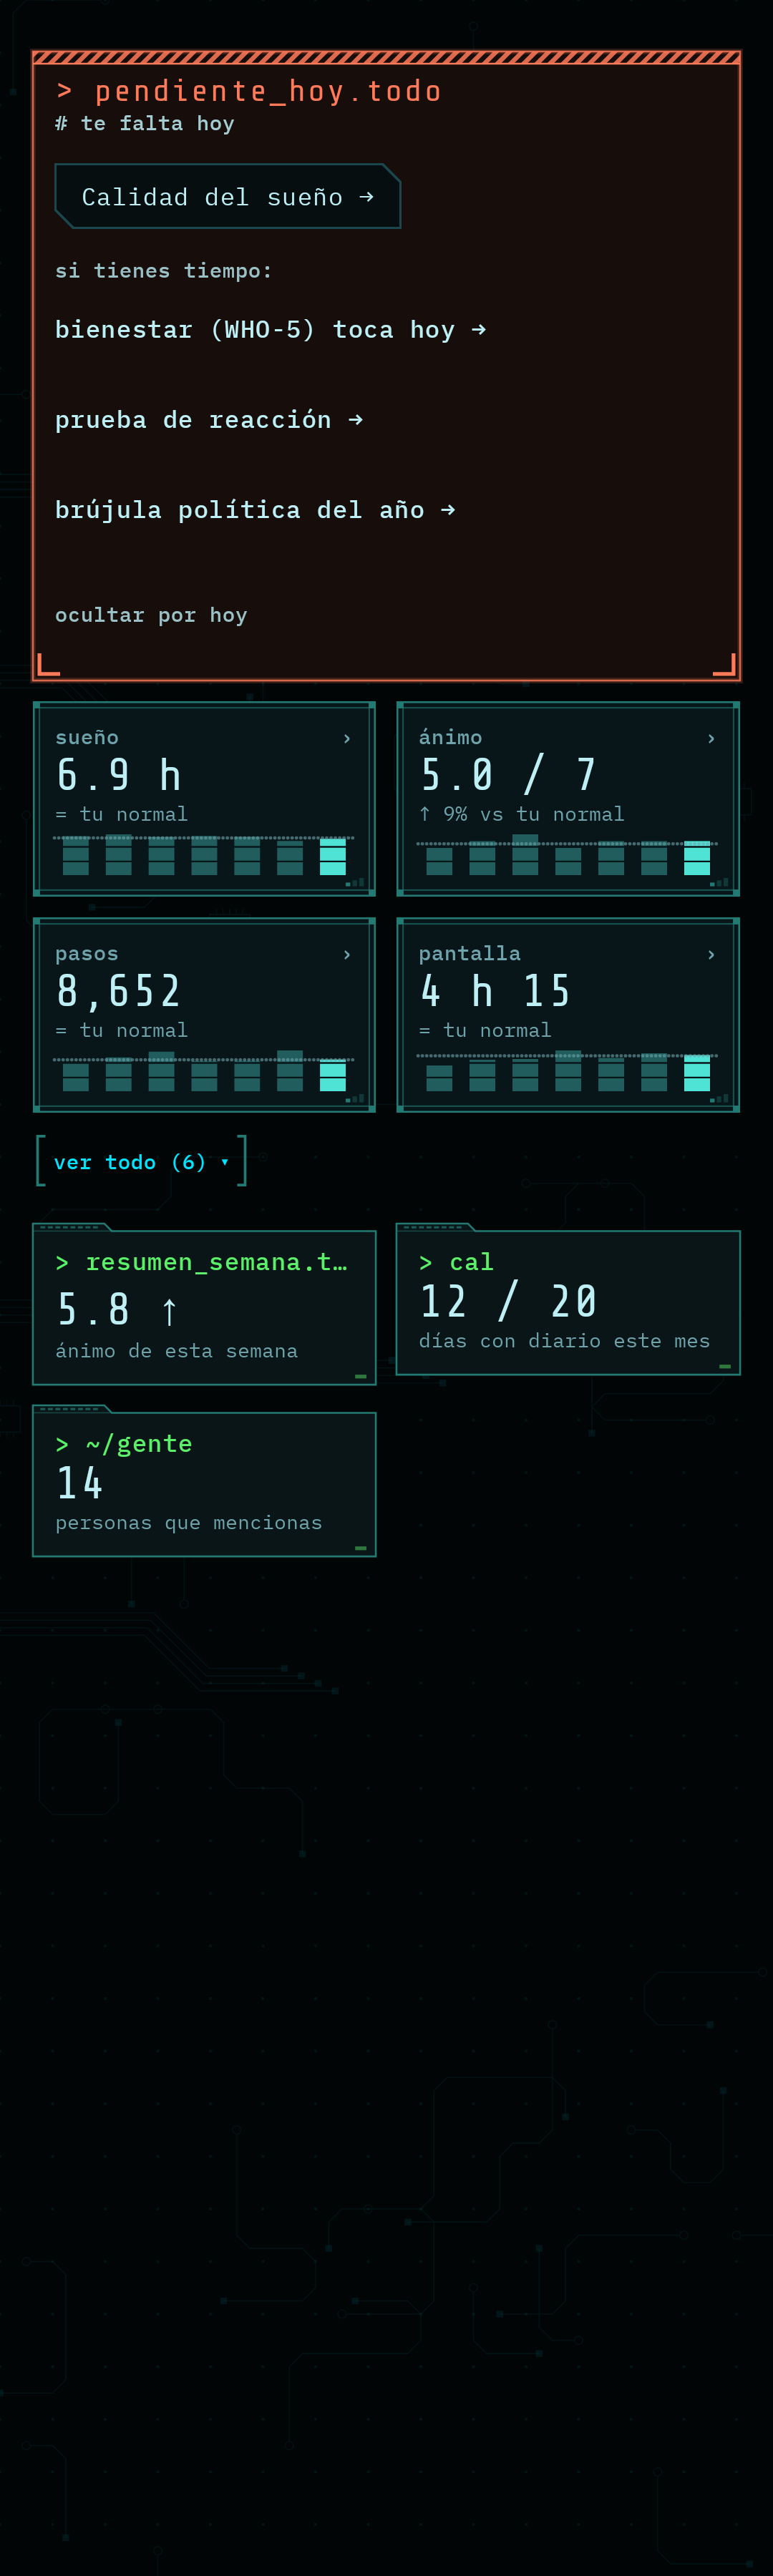 > pendiente_hoy.todo
# te falta hoy
Calidad del sueño →
si tienes tiempo:
bienestar (WHO-5) toca hoy →
prueba de reacción →
brújula política del año →
ocultar por hoy
sueño ›
6.9 h
= tu normal
ánimo ›
5.0 / 7
↑ 9% vs tu normal
pasos ›
8,652
= tu normal
pantalla ›
4 h 15
= tu normal
ver todo (6) ▾
> resumen_semana.t…
5.8 ↑
ánimo de esta semana
> cal
12 / 20
días con diario este mes
> ~/gente
14
personas que mencionas